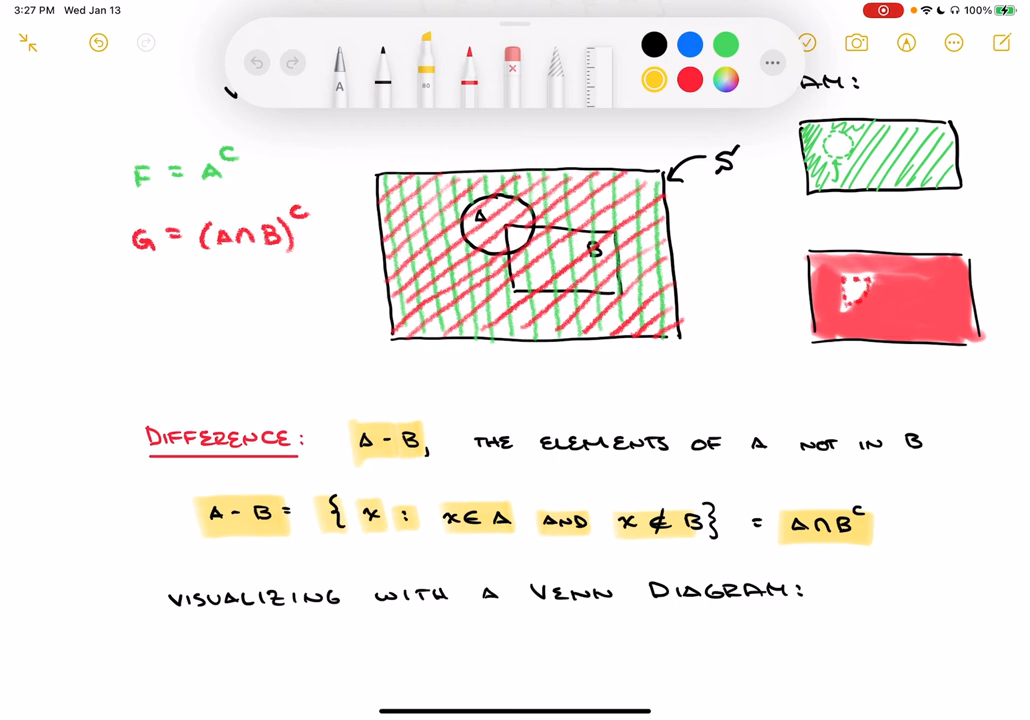 3:27 PM Wed Jan 13
100%
A
80
AM:
F = A^C
G = (A∩B)^C
A
B
S
DIFFERENCE: A - B, THE ELEMENTS OF A NOT IN B
A - B = { x : x ∈ A AND x ∉ B } = A∩B^C
VISUALIZING WITH A VENN DIAGRAM: